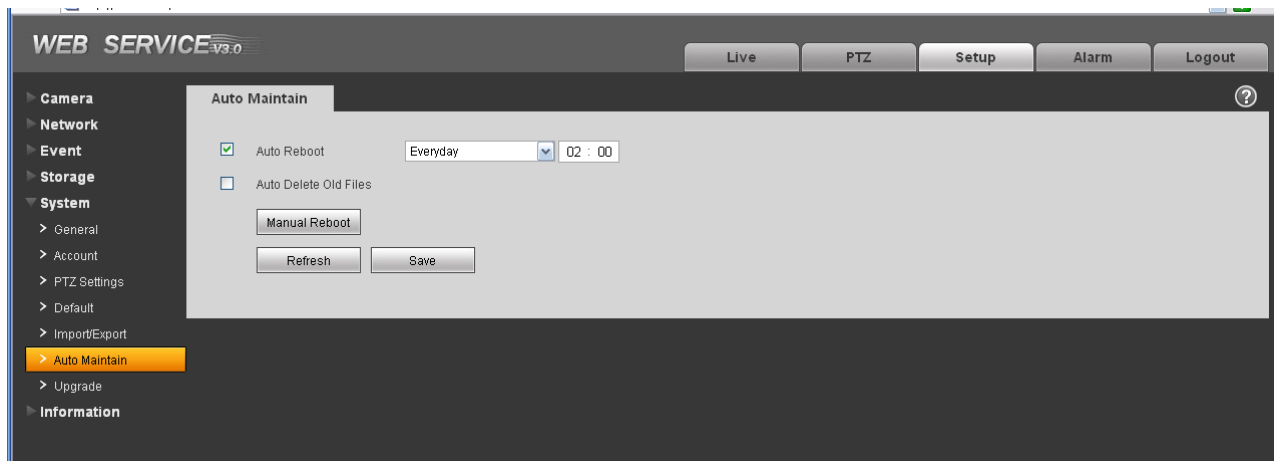 WEB SERVICE V3.0
Live PTZ Setup Alarm Logout
Camera
Network
Event
Storage
System
> General
> Account
> PTZ Settings
> Default
> Import/Export
> Auto Maintain
> Upgrade
Information
Auto Maintain
?
Auto Reboot Everyday 02 : 00
Auto Delete Old Files
Manual Reboot
Refresh Save